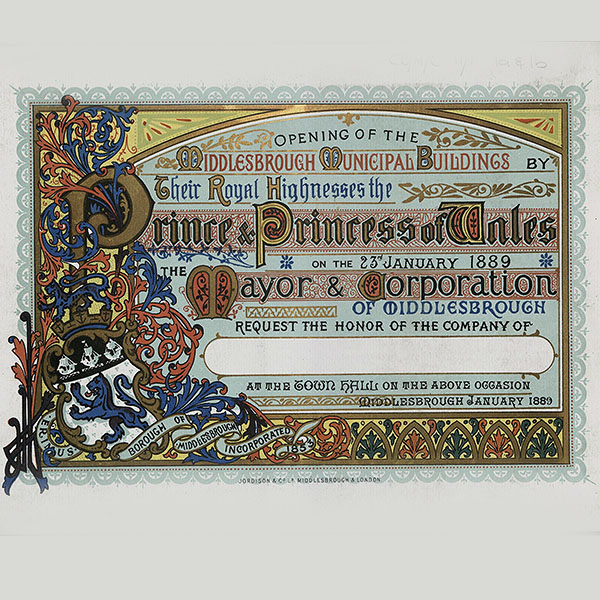 OPENING OF THE
MIDDLESBROUGH MUNICIPAL BUILDINGS BY
Their Royal Highnesses the
Prince & Princess of Wales
ON THE 23rd JANUARY 1889
THE Mayor & Corporation
OF MIDDLESBROUGH
REQUEST THE HONOR OF THE COMPANY OF
AT THE TOWN HALL ON THE ABOVE OCCASION
MIDDLESBROUGH JANUARY 1889
ERIMUS
BOROUGH OF MIDDLESBROUGH
INCORPORATED 1853
JORDISON & Co. Ld. MIDDLESBROUGH & LONDON